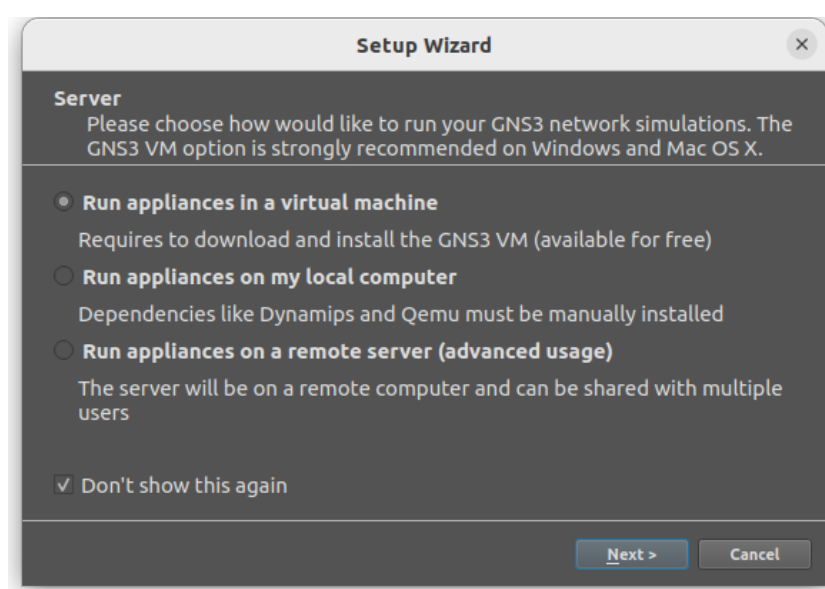 Setup Wizard
Server
Please choose how would like to run your GNS3 network simulations. The
GNS3 VM option is strongly recommended on Windows and Mac OS X.
Run appliances in a virtual machine
Requires to download and install the GNS3 VM (available for free)
Run appliances on my local computer
Dependencies like Dynamips and Qemu must be manually installed
Run appliances on a remote server (advanced usage)
The server will be on a remote computer and can be shared with multiple
users
Don't show this again
Next >
Cancel